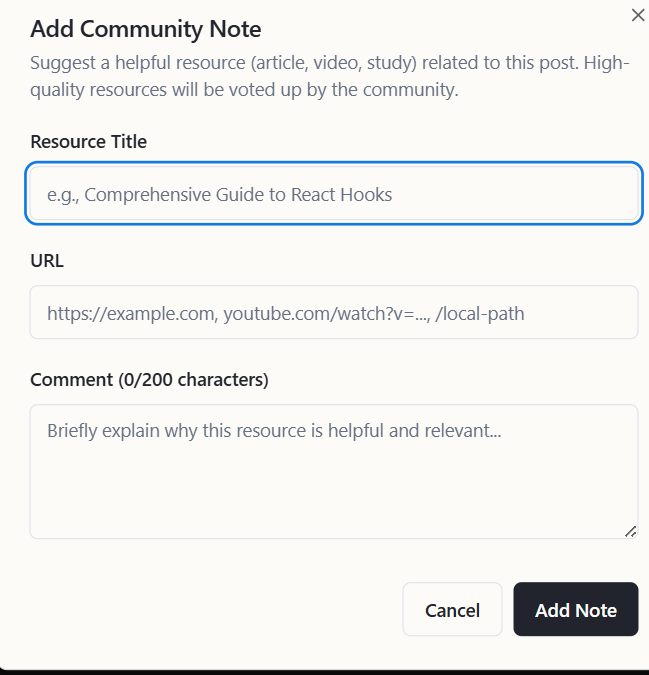 Add Community Note
Suggest a helpful resource (article, video, study) related to this post. High-
quality resources will be voted up by the community.
Resource Title
e.g., Comprehensive Guide to React Hooks
URL
https://example.com, youtube.com/watch?v=..., /local-path
Comment (0/200 characters)
Briefly explain why this resource is helpful and relevant...
Cancel
Add Note